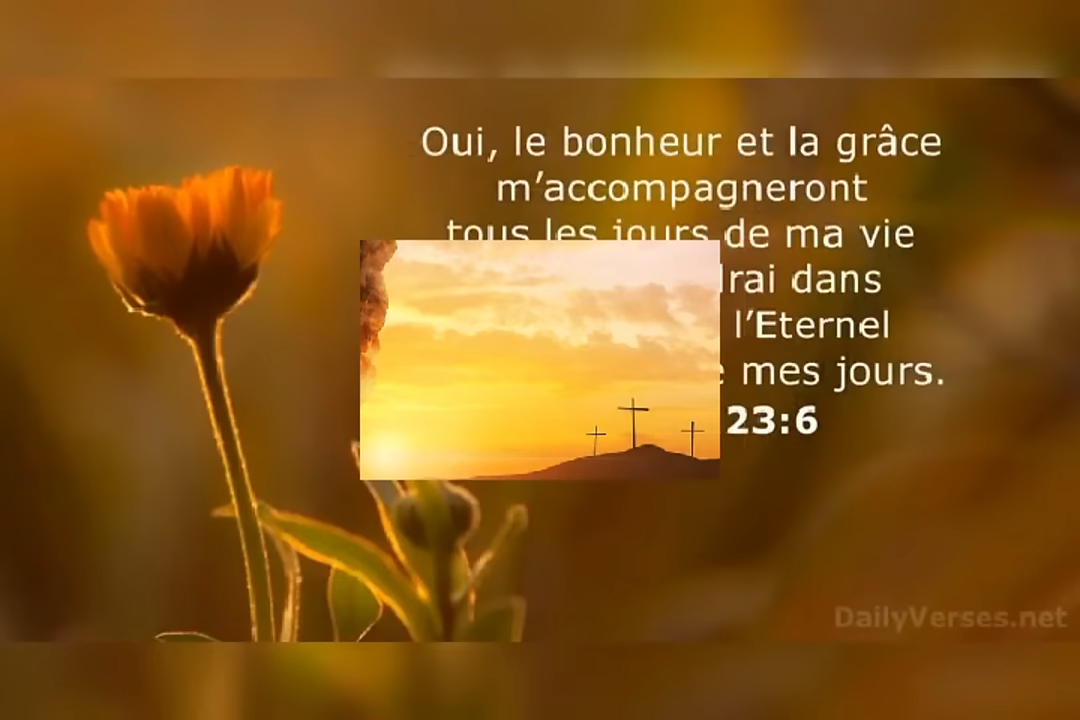 Oui, le bonheur et la grâce
m’accompagneront
tous les jours de ma vie
dans
l’Eternel
mes jours.
23:6
DailyVerses.net